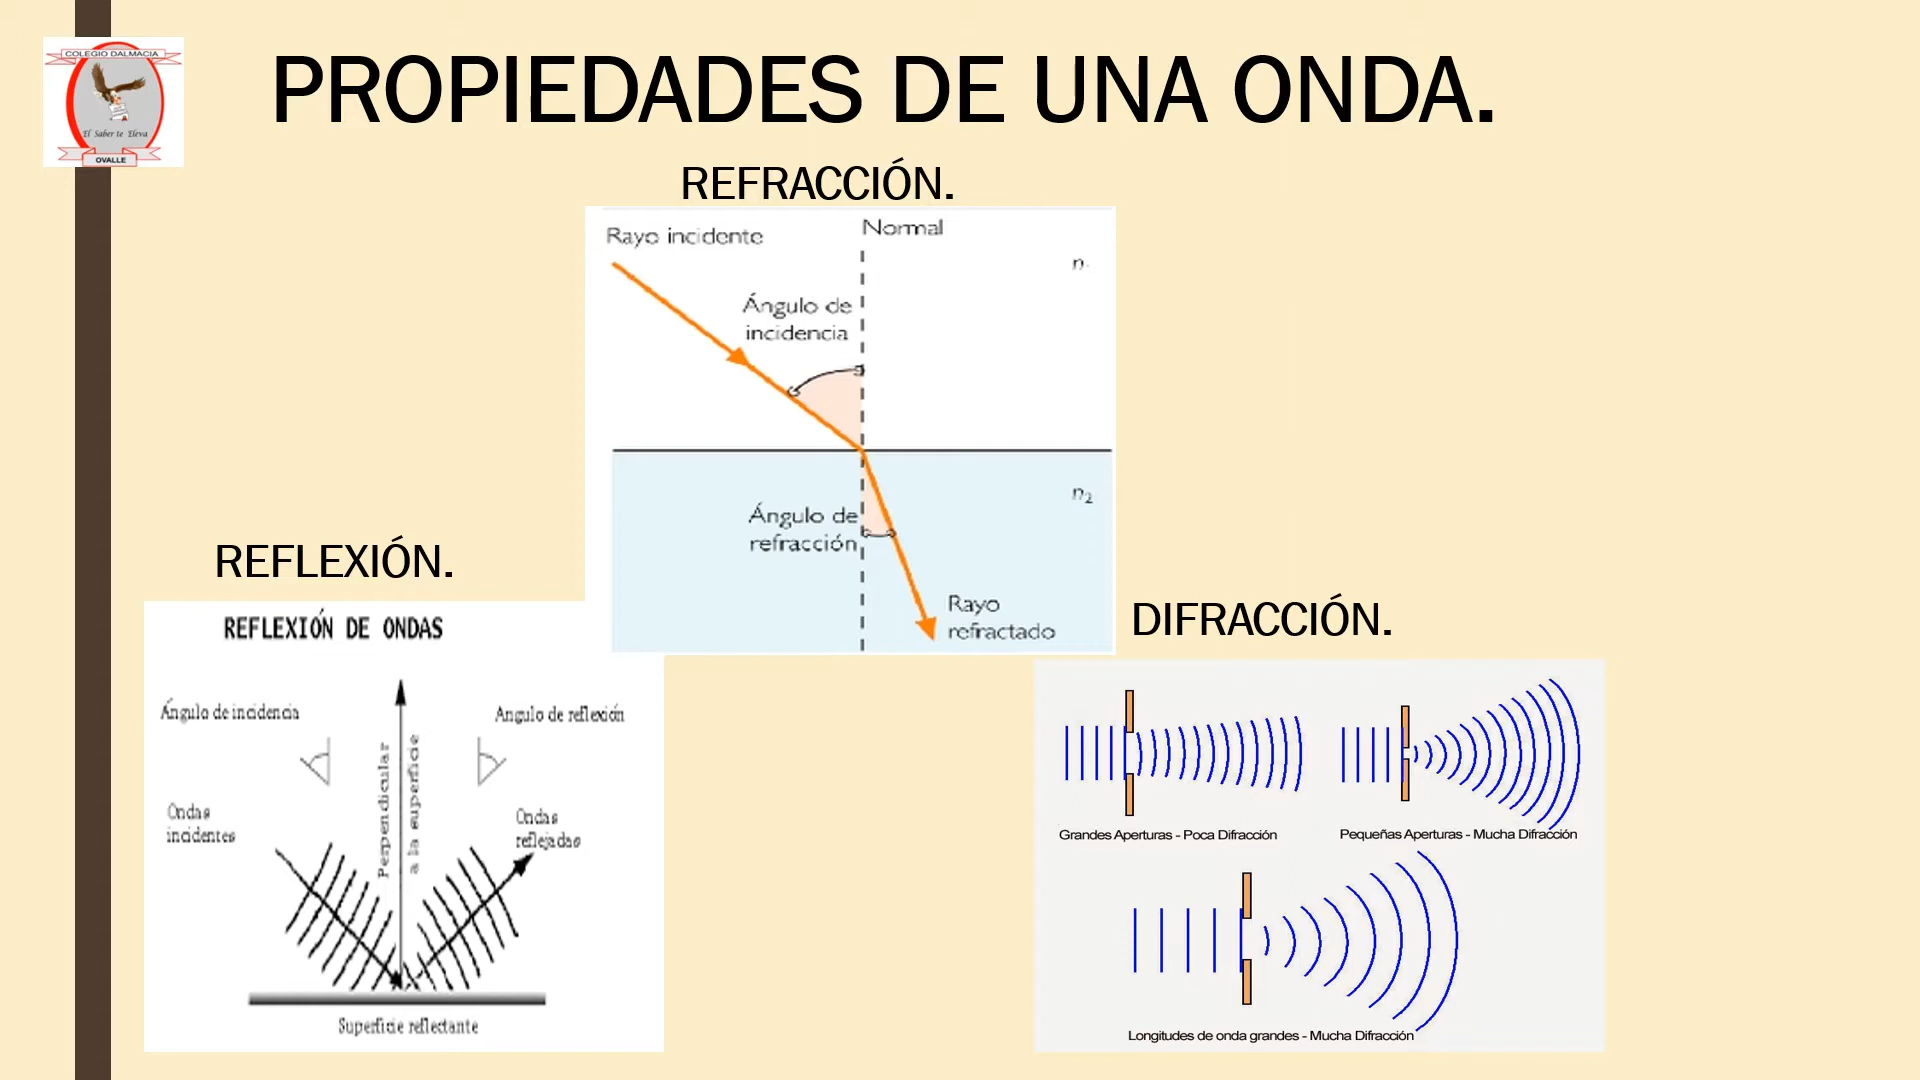 COLEGIO DALMACIA
El Saber te Eleva
OVALLE
PROPIEDADES DE UNA ONDA.
REFRACCIÓN.
Rayo incidente
Normal
n
Ángulo de
incidencia
n₂
Ángulo de
refracción
Rayo
refractado
REFLEXIÓN.
REFLEXIÓN DE ONDAS
Ángulo de incidencia
Angulo de reflexión
Perpendicular
a la superficie
Ondas
incidentes
Ondas
reflejadas
Superficie reflectante
DIFRACCIÓN.
Grandes Aperturas - Poca Difracción
Pequeñas Aperturas - Mucha Difracción
Longitudes de onda grandes - Mucha Difracción